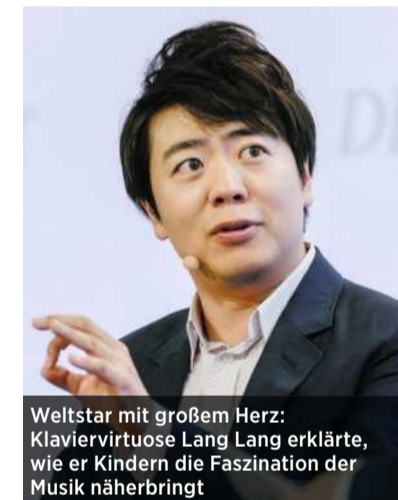 Weltstar mit großem Herz:
Klaviervirtuose Lang Lang erklärte,
wie er Kindern die Faszination der
Musik näherbringt